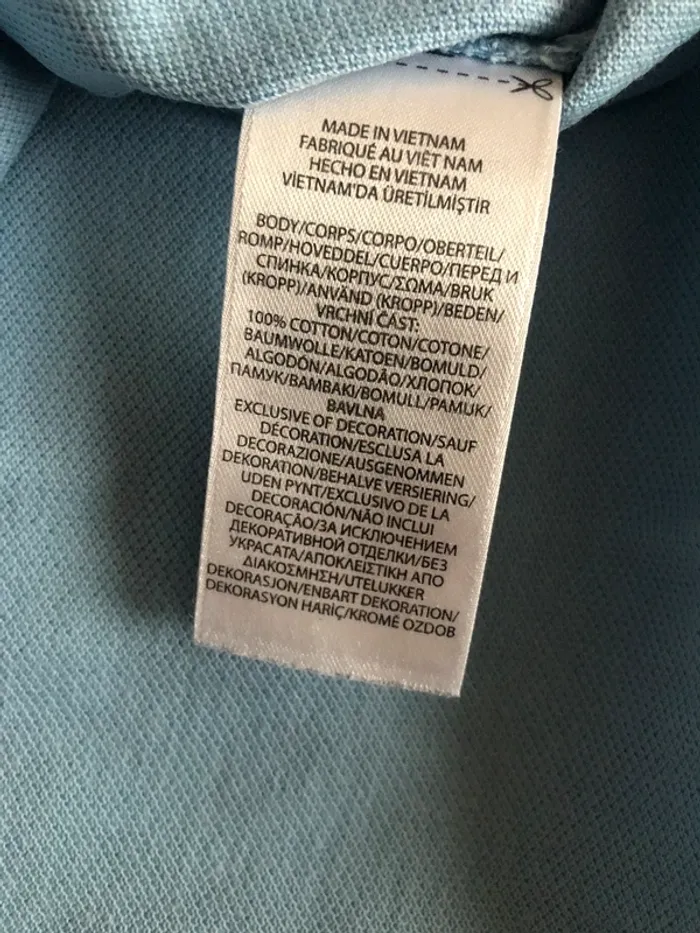 MADE IN VIETNAM
FABRIQUÉ AU VIÊT NAM
HECHO EN VIETNAM
VİETNAM'DA ÜRETİLMİŞTİR
BODY/CORPS/CORPO/OBERTEIL/
ROMP/HOVEDDEL/CUERPO/ПЕРЕД И
СПИНКА/КОРПУС/ΣΩΜΑ/BRUK
(KROPP)/ANVÄND (KROPP)/BEDEN/
VRCHNÍ ČÁST:
100% COTTON/COTON/COTONE/
BAUMWOLLE/KATOEN/BOMULD/
ALGODÓN/ALGODÃO/ХЛОПОК/
ПАМУК/ΒΑΜΒΑΚΙ/BOMULL/PAMUK/
BAVLNA
EXCLUSIVE OF DECORATION/SAUF
DÉCORATION/ESCLUSA LA
DECORAZIONE/AUSGENOMMEN
DEKORATION/BEHALVE VERSIERING/
UDEN PYNT/EXCLUSIVO DE LA
DECORACIÓN/NÃO INCLUI
DECORAÇÃO/ЗА ИСКЛЮЧЕНИЕМ
ДЕКОРАТИВНОЙ ОТДЕЛКИ/БЕЗ
УКРАСАТА/ΑΠΟΚΛΕΙΣΤΙΚΗ ΑΠΟ
ΔΙΑΚΟΣΜΗΣΗ/UTELUKKER
DEKORASJON/ENBART DEKORATION/
DEKORASYON HARİÇ/KROMĚ OZDOB